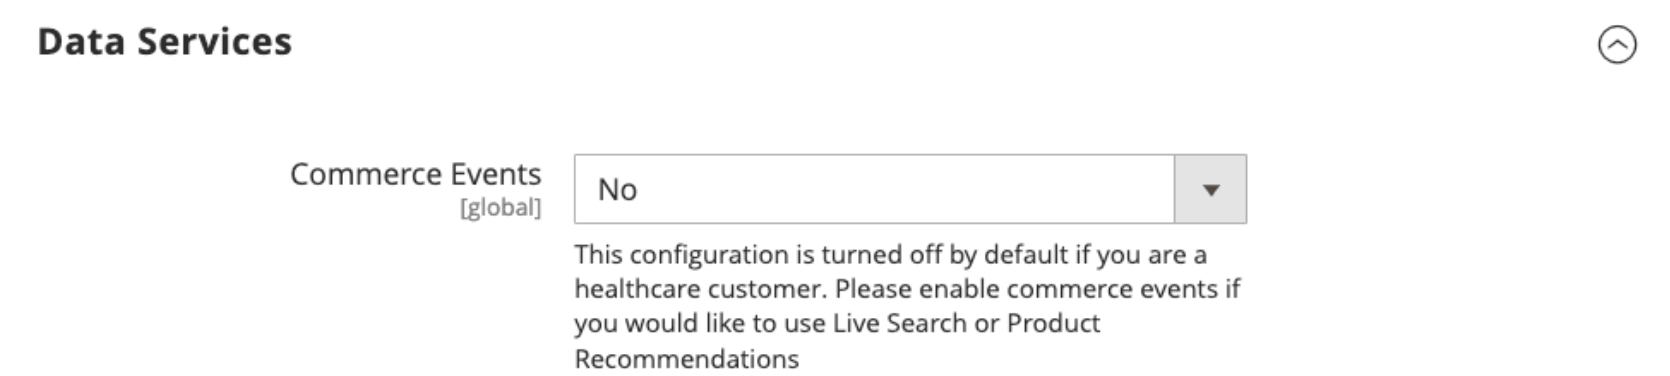 Data Services
Commerce Events
[global]
No
This configuration is turned off by default if you are a
healthcare customer. Please enable commerce events if
you would like to use Live Search or Product
Recommendations